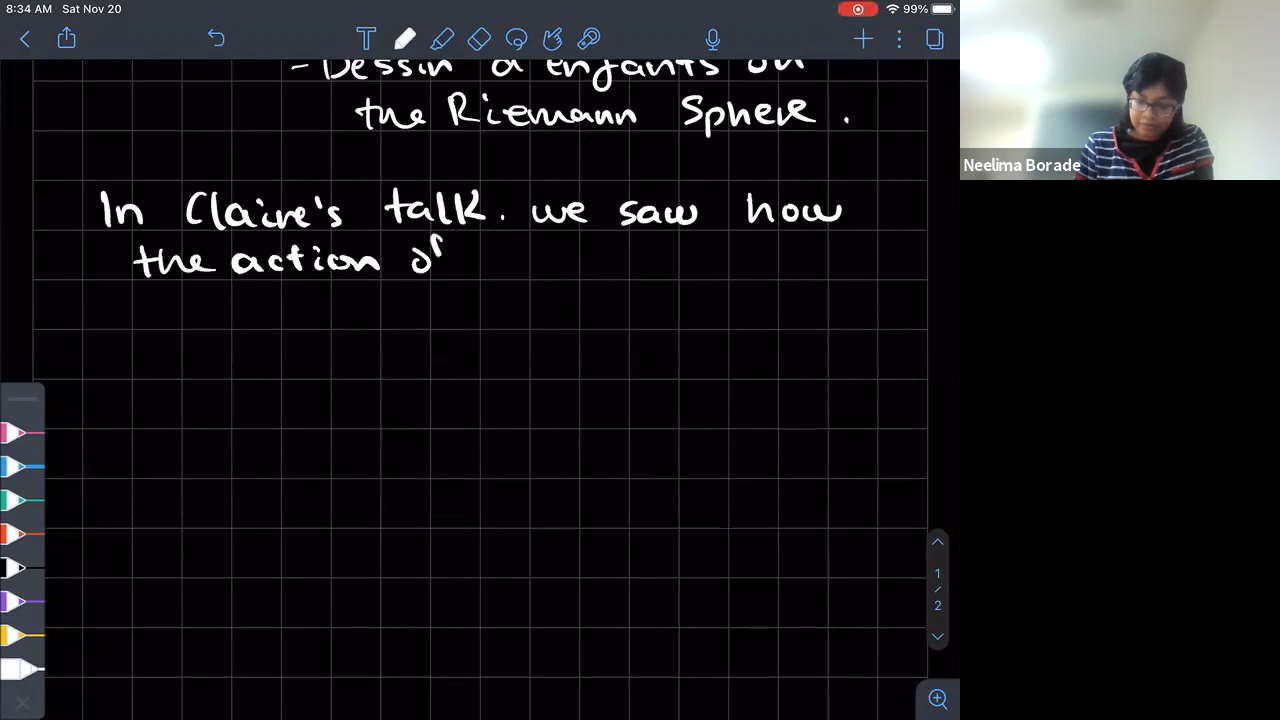 8:34 AM Sat Nov 20
99%
- Dessin d'enfants on
the Riemann Sphere.
Neelima Borade
In Claire's talk. we saw how
the action of
1
/
2